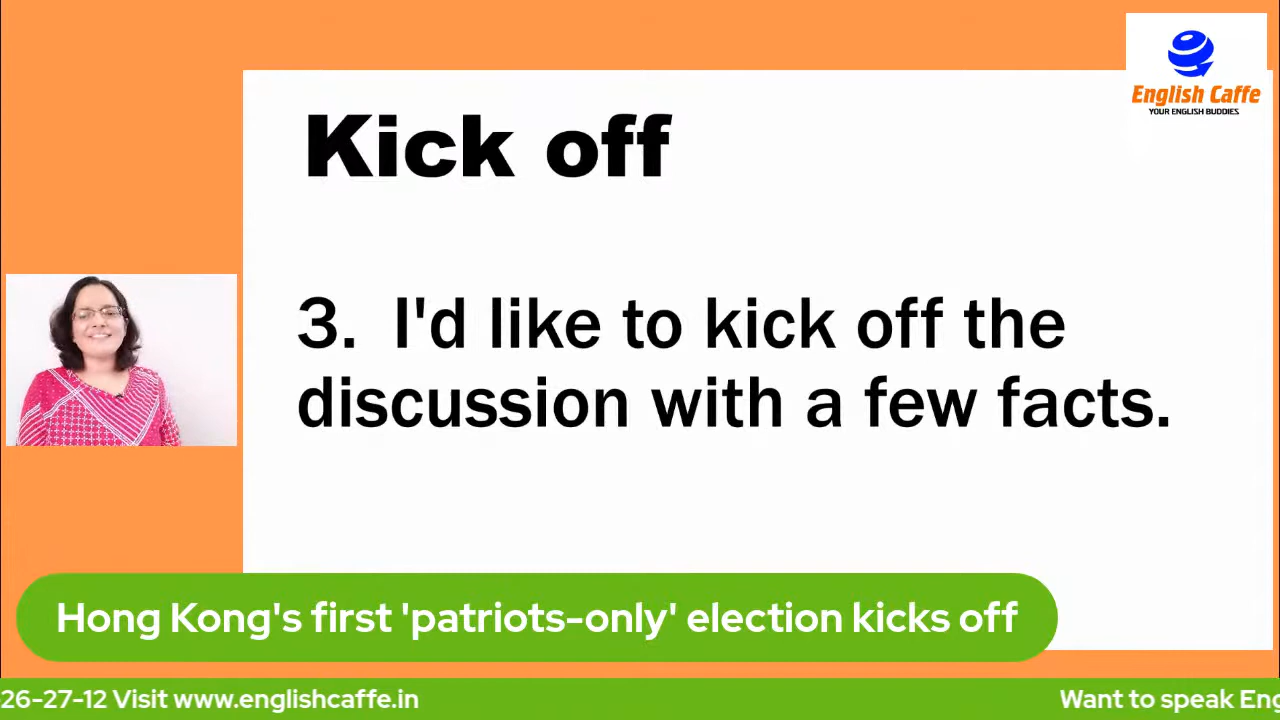 English Caffe
YOUR ENGLISH BUDDIES
Kick off
3. I'd like to kick off the
discussion with a few facts.
Hong Kong's first 'patriots-only' election kicks off
26-27-12 Visit www.englishcaffe.in
Want to speak Eng